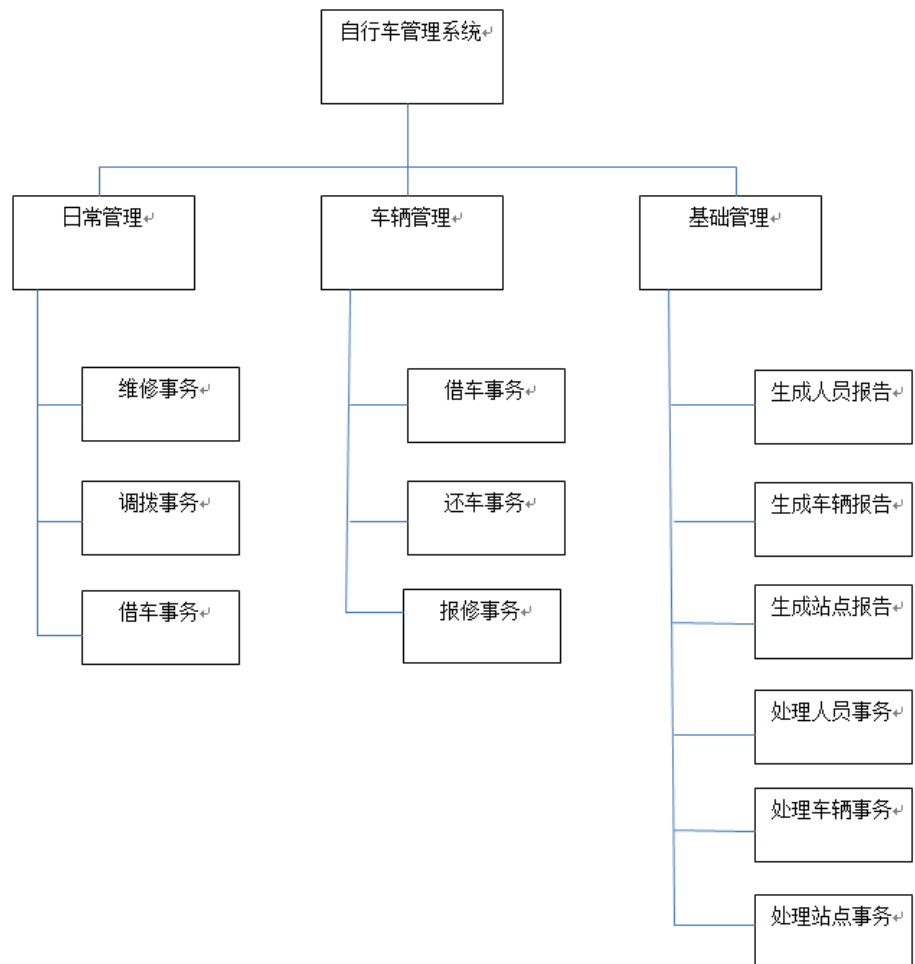 自行车管理系统
日常管理
车辆管理
基础管理
维修事务
调拨事务
借车事务
借车事务
还车事务
报修事务
生成人员报告
生成车辆报告
生成站点报告
处理人员事务
处理车辆事务
处理站点事务